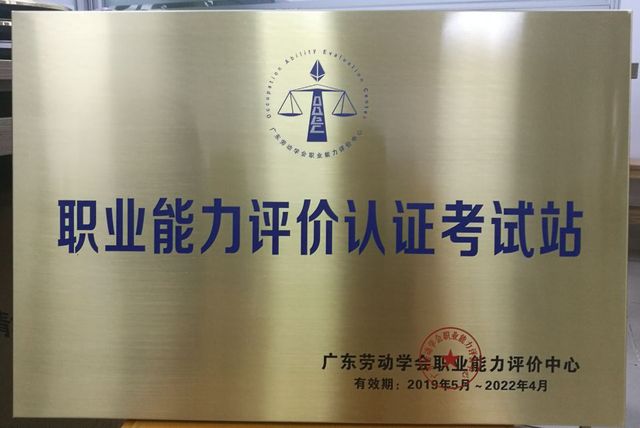 Occupation Ability Evaluation Center
广东劳动学会职业能力评价中心
职业能力评价认证考试站
广东劳动学会职业能力评价中心
有效期：2019年5月～2022年4月